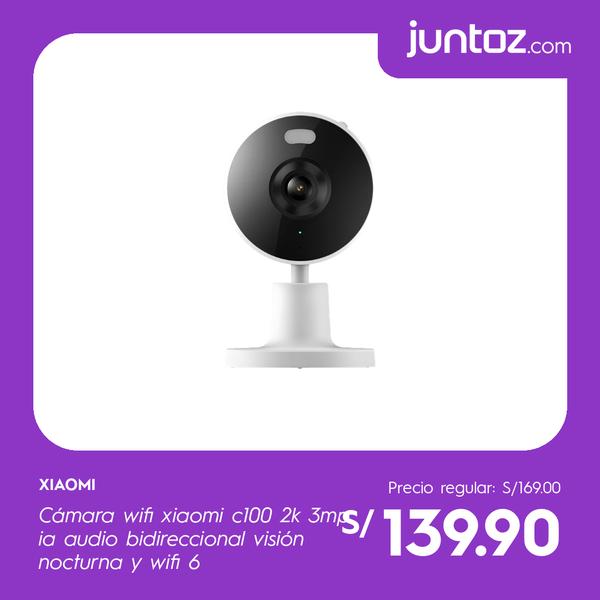 juntoz.com
XIAOMI
Cámara wifi xiaomi c100 2k 3mp
ia audio bidireccional visión
nocturna y wifi 6
Precio regular: S/169.00
S/139.90